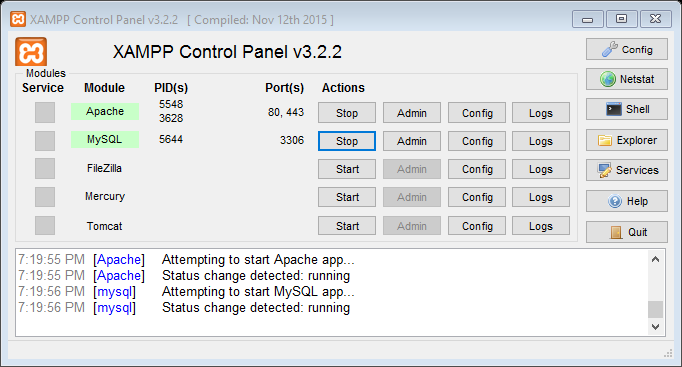 XAMPP Control Panel v3.2.2 [ Compiled: Nov 12th 2015 ]
XAMPP Control Panel v3.2.2
Config
Modules
Service Module PID(s) Port(s) Actions
Netstat
Apache 5548 3628 80, 443 Stop Admin Config Logs
Shell
MySQL 5644 3306 Stop Admin Config Logs
Explorer
FileZilla Start Admin Config Logs
Services
Mercury Start Admin Config Logs
Help
Tomcat Start Admin Config Logs
Quit
7:19:55 PM [Apache] Attempting to start Apache app...
7:19:55 PM [Apache] Status change detected: running
7:19:56 PM [mysql] Attempting to start MySQL app...
7:19:56 PM [mysql] Status change detected: running